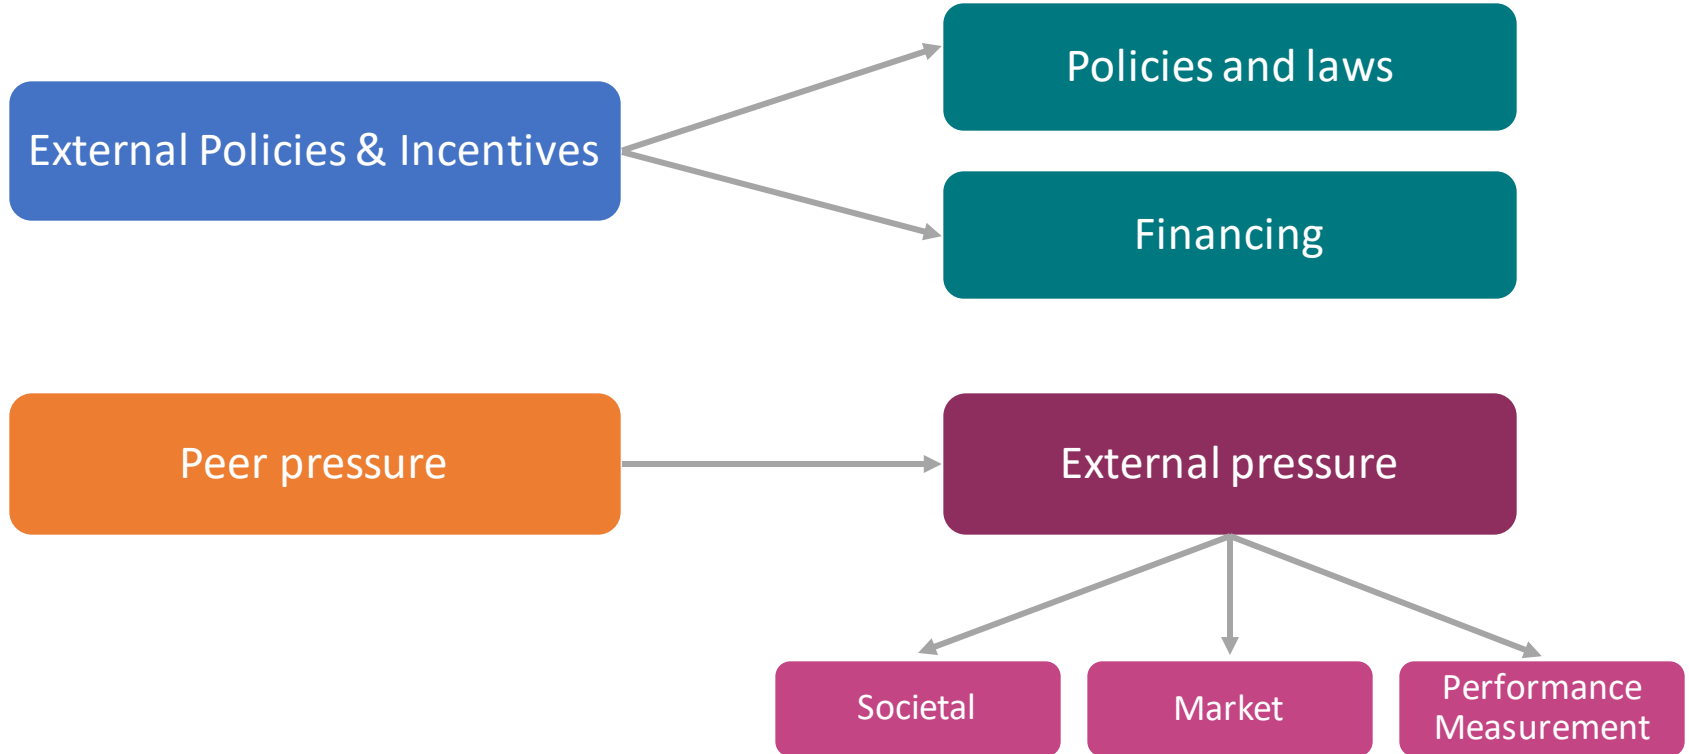 Policies and laws
External Policies & Incentives
Financing
Peer pressure
External pressure
Societal
Market
Performance
Measurement